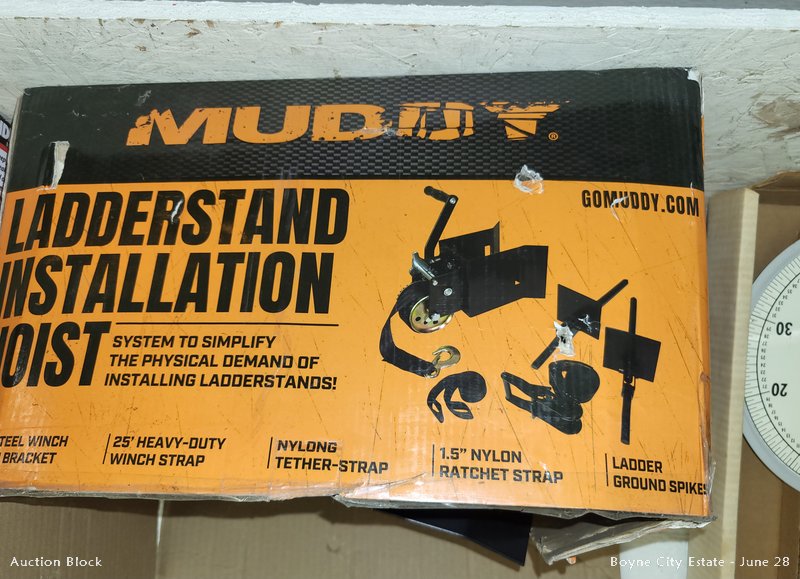 MUDDY®
GOMUDDY.COM
LADDERSTAND
INSTALLATION
HOIST
SYSTEM TO SIMPLIFY
THE PHYSICAL DEMAND OF
INSTALLING LADDERSTANDS!
STEEL WINCH
BRACKET
25' HEAVY-DUTY
WINCH STRAP
NYLONG
TETHER-STRAP
1.5" NYLON
RATCHET STRAP
LADDER
GROUND SPIKES
30
20
Auction Block
Boyne City Estate - June 28